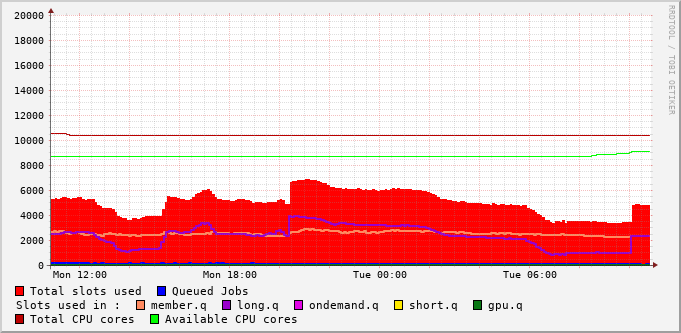 RRDTOOL / TOBI OETIKER
20000
18000
16000
14000
12000
10000
8000
6000
4000
2000
0
Mon 12:00 Mon 18:00 Tue 00:00 Tue 06:00
Total slots used Queued Jobs
Slots used in : member.q long.q ondemand.q short.q gpu.q
Total CPU cores Available CPU cores